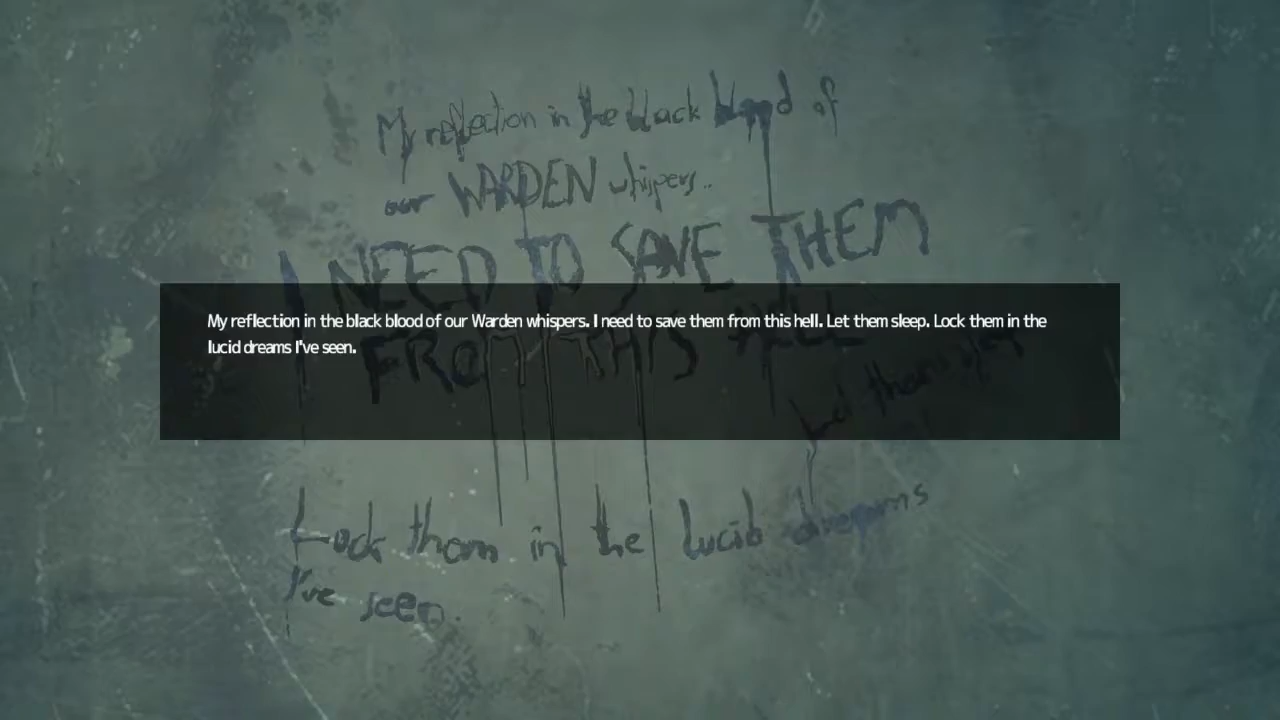 My reflection in the black blood of
our WARDEN whispers..
I NEED TO SAVE THEM
My reflection in the black blood of our Warden whispers. I need to save them from this hell. Let them sleep. Lock them in the
lucid dreams I've seen.
FROM THIS HELL
Let them sleep
Lock them in the lucid dreams
I've seen.